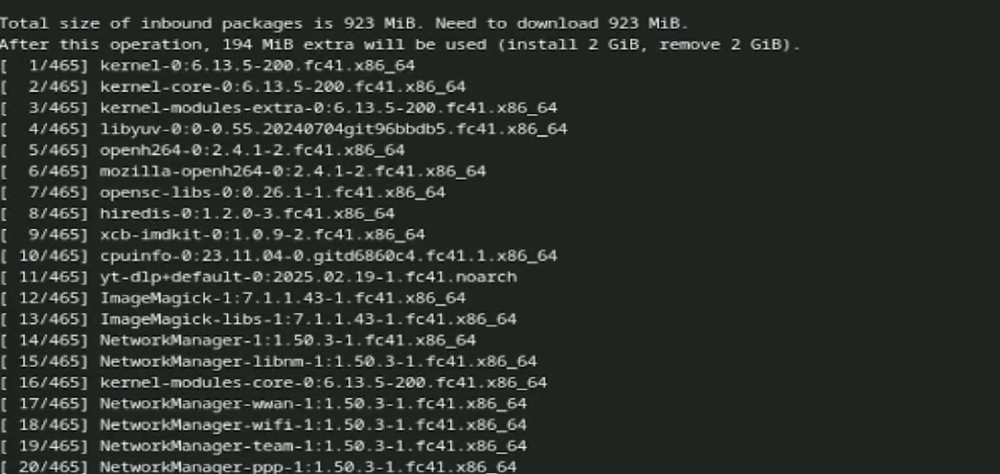 Total size of inbound packages is 923 MiB. Need to download 923 MiB.
After this operation, 194 MiB extra will be used (install 2 GiB, remove 2 GiB).
[  1/465] kernel-0:6.13.5-200.fc41.x86_64
[  2/465] kernel-core-0:6.13.5-200.fc41.x86_64
[  3/465] kernel-modules-extra-0:6.13.5-200.fc41.x86_64
[  4/465] libyuv-0:0-0.55.20240704git96bbdb5.fc41.x86_64
[  5/465] openh264-0:2.4.1-2.fc41.x86_64
[  6/465] mozilla-openh264-0:2.4.1-2.fc41.x86_64
[  7/465] opensc-libs-0:0.26.1-1.fc41.x86_64
[  8/465] hiredis-0:1.2.0-3.fc41.x86_64
[  9/465] xcb-imdkit-0:1.0.9-2.fc41.x86_64
[ 10/465] cpuinfo-0:23.11.04-0.gitd6860c4.fc41.1.x86_64
[ 11/465] yt-dlp+default-0:2025.02.19-1.fc41.noarch
[ 12/465] ImageMagick-1:7.1.1.43-1.fc41.x86_64
[ 13/465] ImageMagick-libs-1:7.1.1.43-1.fc41.x86_64
[ 14/465] NetworkManager-1:1.50.3-1.fc41.x86_64
[ 15/465] NetworkManager-libnm-1:1.50.3-1.fc41.x86_64
[ 16/465] kernel-modules-core-0:6.13.5-200.fc41.x86_64
[ 17/465] NetworkManager-wwan-1:1.50.3-1.fc41.x86_64
[ 18/465] NetworkManager-wifi-1:1.50.3-1.fc41.x86_64
[ 19/465] NetworkManager-team-1:1.50.3-1.fc41.x86_64
[ 20/465] NetworkManager-ppp-1:1.50.3-1.fc41.x86_64